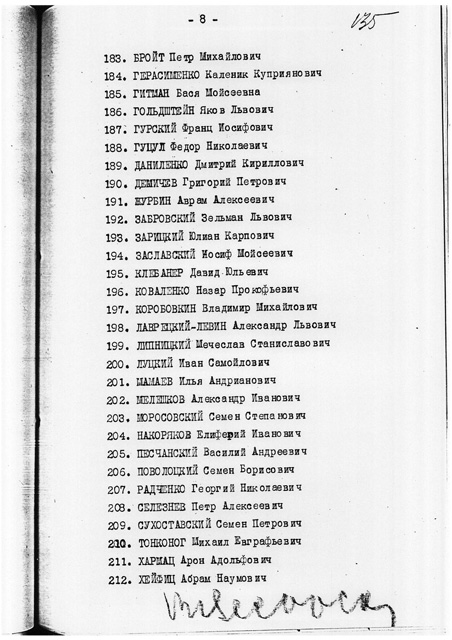 - 8 -
135
183. БРОЙТ Петр Михайлович
184. ГЕРАСИМЕНКО Каленик Куприянович
185. ГИТМАН Бася Мойсеевна
186. ГОЛЬДШТЕЙН Яков Львович
187. ГУРСКИЙ Франц Иосифович
188. ГУЦУЛ Федор Николаевич
189. ДАНИЛЕНКО Дмитрий Кириллович
190. ДЕМИЧЕВ Григорий Петрович
191. ЖУРБИН Аврам Алексеевич
192. ЗАБРОВСКИЙ Зельман Львович
193. ЗАРИЦКИЙ Юлиан Карпович
194. ЗАСЛАВСКИЙ Иосиф Мойсеевич
195. КЛЕБАНЕР Давид Юльевич
196. КОВАЛЕНКО Назар Прокофьевич
197. КОРОБОВКИН Владимир Михайлович
198. ЛАВРЕЦКИЙ-ЛЕВИН Александр Львович
199. ЛИПНИЦКИЙ Мечеслав Станиславович
200. ЛУЦКИЙ Иван Самойлович
201. МАМАЕВ Илья Андрианович
202. МЕЛЕШКОВ Александр Иванович
203. МОРОСОВСКИЙ Семен Степанович
204. НАКОРЯКОВ Елиферий Иванович
205. ПЕСЧАНСКИЙ Василий Андреевич
206. ПОВОЛОЦКИЙ Семен Борисович
207. РАДЧЕНКО Георгий Николаевич
208. СЕЛЕЗНЕВ Петр Алексеевич
209. СУХОСТАВСКИЙ Семен Петрович
210. ТОНКОНОГ Михаил Евграфьевич
211. ХАРМАЦ Арон Адольфович
212. ХЕЙФИЦ Абрам Наумович